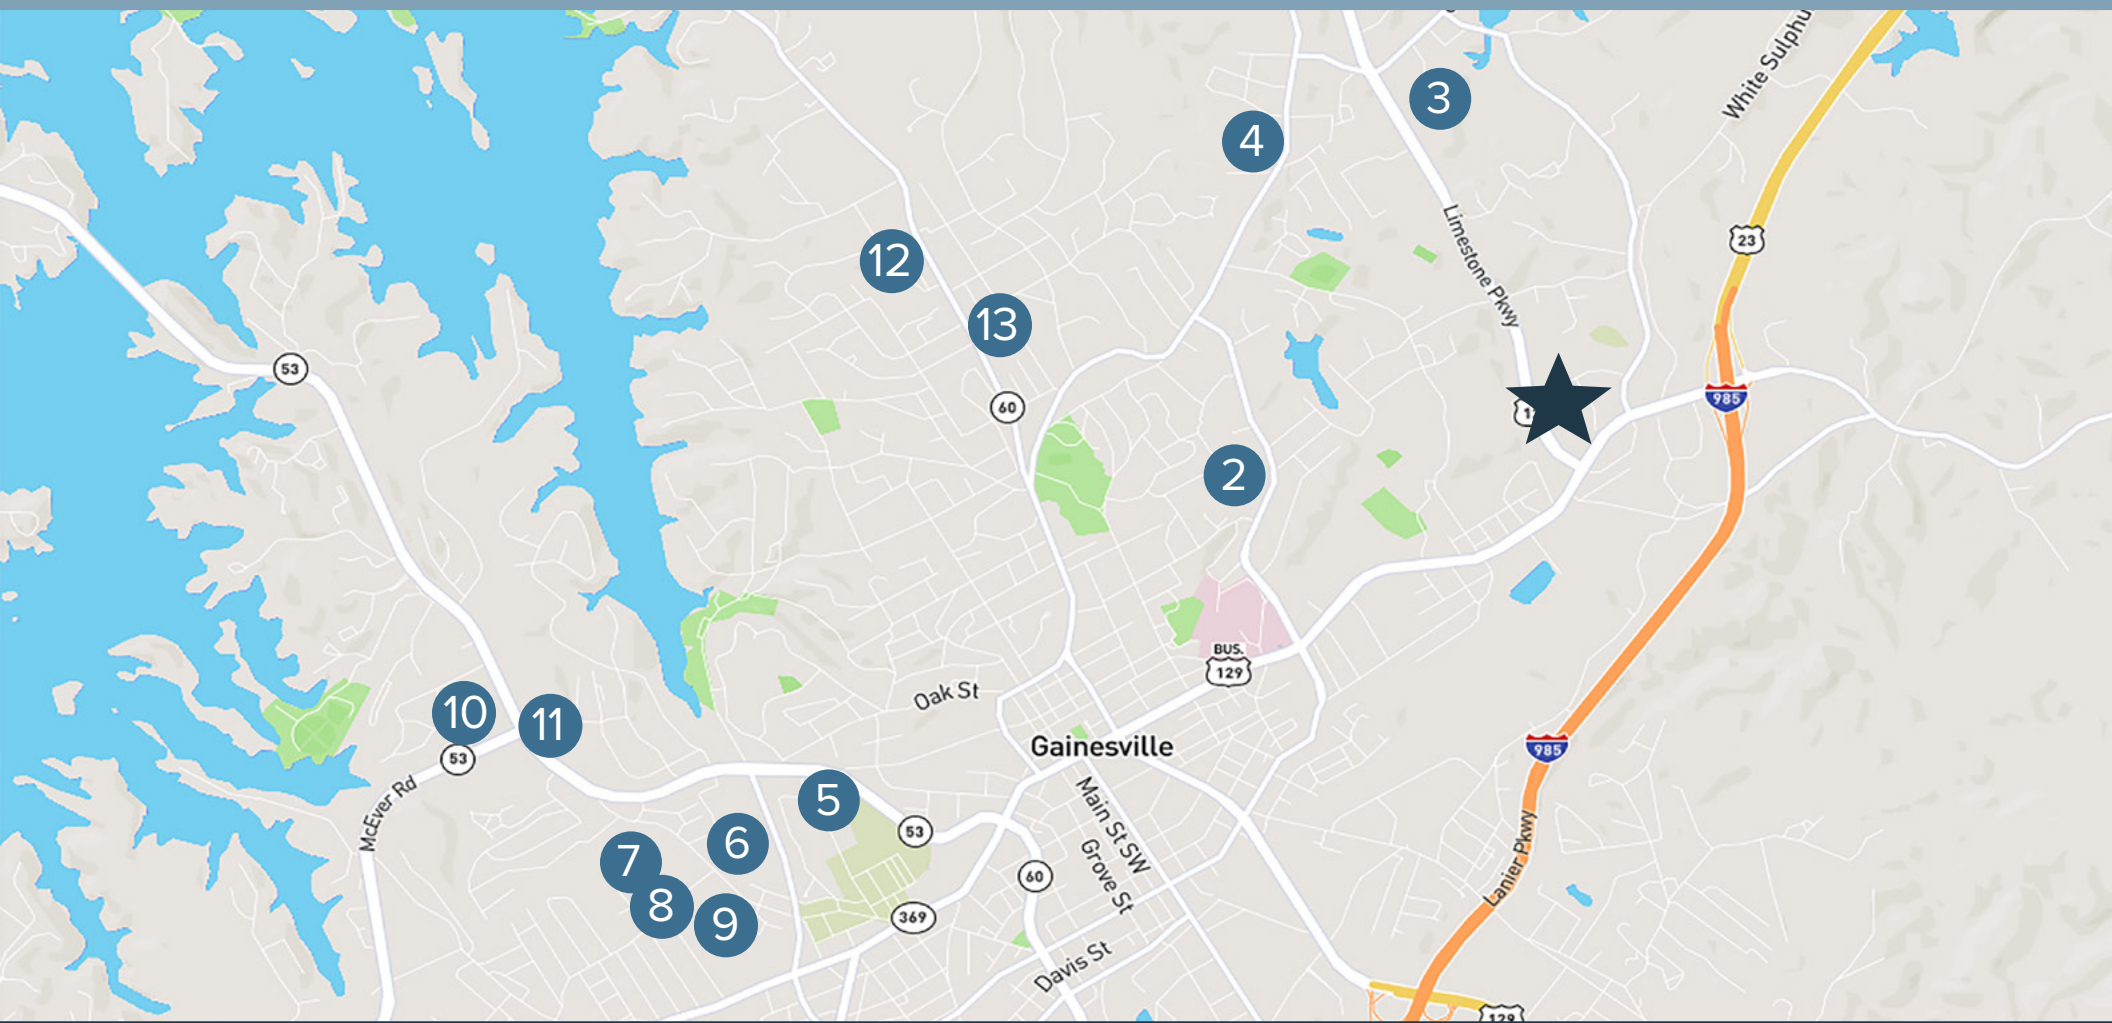 White Sulphu
3
4
Limestone Pkwy
23
12
13
53
60
985
2
BUS.
129
Oak St
10
11
53
Gainesville
985
McEver Rd
5
53
Main St SW
6
7
Grove St
60
Lanier Pkwy
8
9
369
Davis St
129